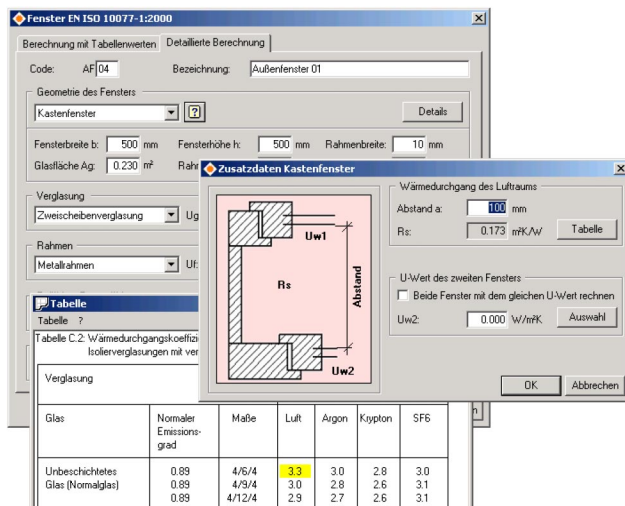 Fenster EN ISO 10077-1:2000
Berechnung mit Tabellenwerten Detaillierte Berechnung
Code: AF 04 Bezeichnung: Außenfenster 01
Geometrie des Fensters
Kastenfenster Details
Fensterbreite b: 500 mm Fensterhöhe h: 500 mm Rahmenbreite: 10 mm
Glasfläche Ag: 0.230 m²
Verglasung
Zweischeibenverglasung
Rahmen
Metallrahmen Uf:
Zusatzdaten Kastenfenster
Uw1
Rs
Abstand
Uw2
Wärmedurchgang des Luftraums
Abstand a: 100 mm
Rs: 0.173 m²K/W Tabelle
U-Wert des zweiten Fensters
Beide Fenster mit dem gleichen U-Wert rechnen
Uw2: 0.000 W/m²K Auswahl
OK Abbrechen
Tabelle
Tabelle ?
Tabelle C.2:
Verglasung
Glas Normaler Emissions-grad Maße Luft Argon Krypton SF6
Unbeschichtetes 0.89 4/6/4 3.3 3.0 2.8 3.0
Glas (Normalglas) 0.89 4/9/4 3.0 2.8 2.6 3.1
0.89 4/12/4 2.9 2.7 2.6 3.1